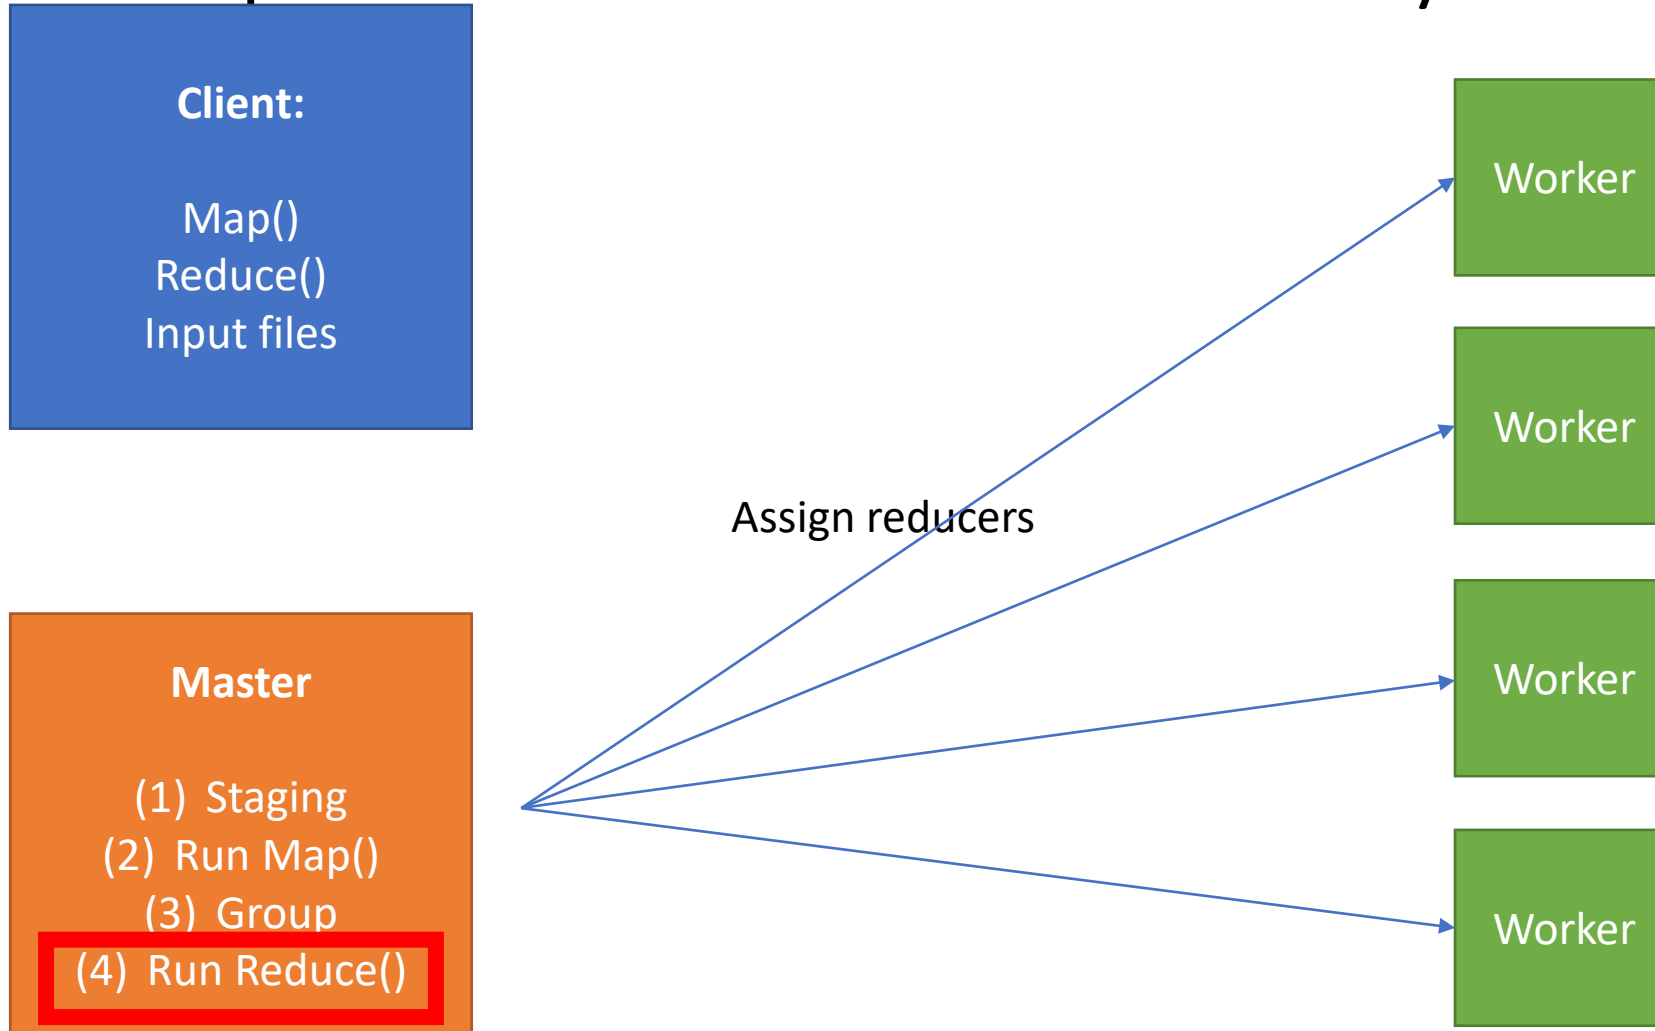 Client:
Map()
Reduce()
Input files
Assign reducers
Master
(1) Staging
(2) Run Map()
(3) Group
(4) Run Reduce()
Worker
Worker
Worker
Worker